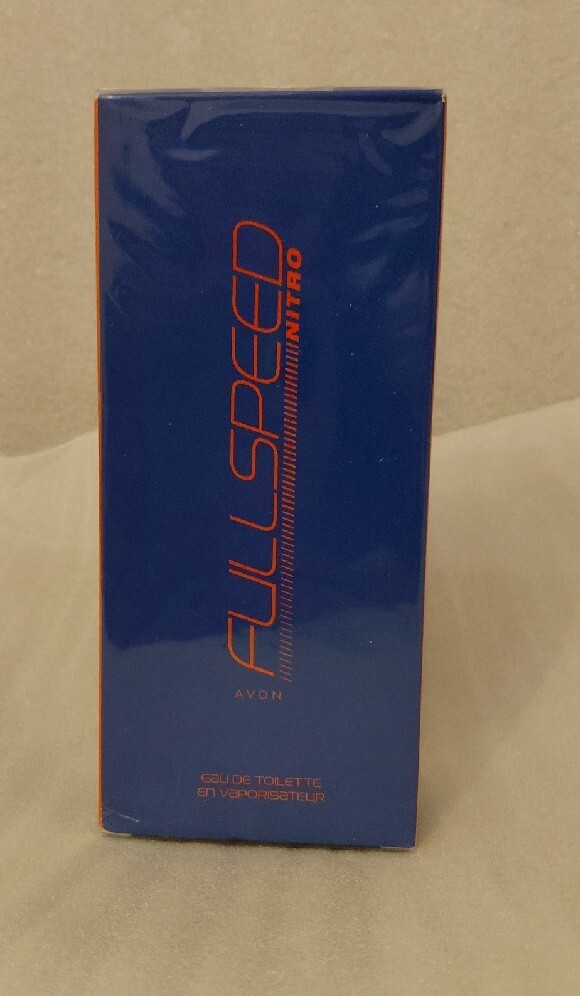 FULLSPEED
NITRO
AVON
EAU DE TOILETTE
EN VAPORISATEUR